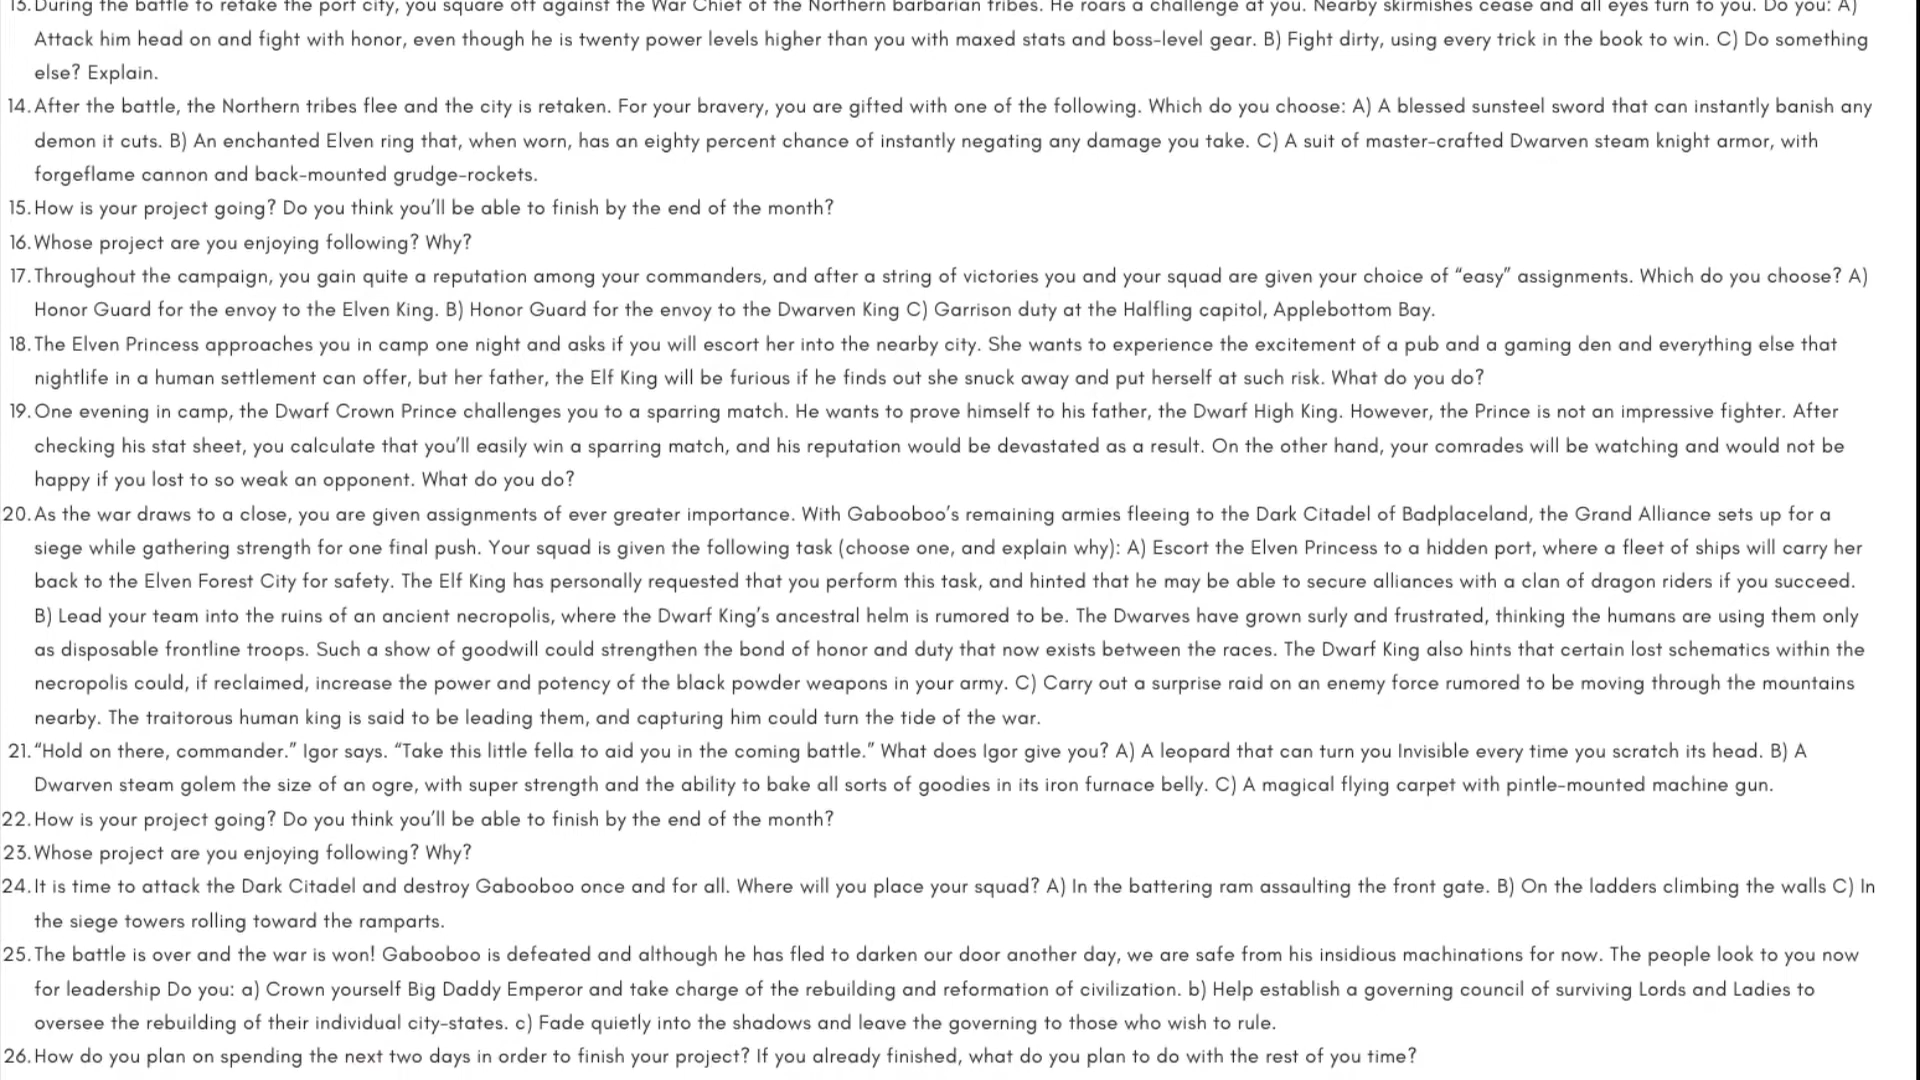 13. During the battle to retake the port city, you square off against the War Chief of the Northern barbarian tribes. He roars a challenge at you. Nearby skirmishes cease and all eyes turn to you. Do you: A)
Attack him head on and fight with honor, even though he is twenty power levels higher than you with maxed stats and boss-level gear. B) Fight dirty, using every trick in the book to win. C) Do something
else? Explain.
14. After the battle, the Northern tribes flee and the city is retaken. For your bravery, you are gifted with one of the following. Which do you choose: A) A blessed sunsteel sword that can instantly banish any
demon it cuts. B) An enchanted Elven ring that, when worn, has an eighty percent chance of instantly negating any damage you take. C) A suit of master-crafted Dwarven steam knight armor, with
forgeflame cannon and back-mounted grudge-rockets.
15. How is your project going? Do you think you'll be able to finish by the end of the month?
16. Whose project are you enjoying following? Why?
17. Throughout the campaign, you gain quite a reputation among your commanders, and after a string of victories you and your squad are given your choice of “easy” assignments. Which do you choose? A)
Honor Guard for the envoy to the Elven King. B) Honor Guard for the envoy to the Dwarven King C) Garrison duty at the Halfling capitol, Applebottom Bay.
18. The Elven Princess approaches you in camp one night and asks if you will escort her into the nearby city. She wants to experience the excitement of a pub and a gaming den and everything else that
nightlife in a human settlement can offer, but her father, the Elf King will be furious if he finds out she snuck away and put herself at such risk. What do you do?
19. One evening in camp, the Dwarf Crown Prince challenges you to a sparring match. He wants to prove himself to his father, the Dwarf High King. However, the Prince is not an impressive fighter. After
checking his stat sheet, you calculate that you'll easily win a sparring match, and his reputation would be devastated as a result. On the other hand, your comrades will be watching and would not be
happy if you lost to so weak an opponent. What do you do?
20. As the war draws to a close, you are given assignments of ever greater importance. With Gabooboo's remaining armies fleeing to the Dark Citadel of Badplaceland, the Grand Alliance sets up for a
siege while gathering strength for one final push. Your squad is given the following task (choose one, and explain why): A) Escort the Elven Princess to a hidden port, where a fleet of ships will carry her
back to the Elven Forest City for safety. The Elf King has personally requested that you perform this task, and hinted that he may be able to secure alliances with a clan of dragon riders if you succeed.
B) Lead your team into the ruins of an ancient necropolis, where the Dwarf King's ancestral helm is rumored to be. The Dwarves have grown surly and frustrated, thinking the humans are using them only
as disposable frontline troops. Such a show of goodwill could strengthen the bond of honor and duty that now exists between the races. The Dwarf King also hints that certain lost schematics within the
necropolis could, if reclaimed, increase the power and potency of the black powder weapons in your army. C) Carry out a surprise raid on an enemy force rumored to be moving through the mountains
nearby. The traitorous human king is said to be leading them, and capturing him could turn the tide of the war.
21. “Hold on there, commander.” Igor says. “Take this little fella to aid you in the coming battle.” What does Igor give you? A) A leopard that can turn you Invisible every time you scratch its head. B) A
Dwarven steam golem the size of an ogre, with super strength and the ability to bake all sorts of goodies in its iron furnace belly. C) A magical flying carpet with pintle-mounted machine gun.
22. How is your project going? Do you think you'll be able to finish by the end of the month?
23. Whose project are you enjoying following? Why?
24. It is time to attack the Dark Citadel and destroy Gabooboo once and for all. Where will you place your squad? A) In the battering ram assaulting the front gate. B) On the ladders climbing the walls C) In
the siege towers rolling toward the ramparts.
25. The battle is over and the war is won! Gabooboo is defeated and although he has fled to darken our door another day, we are safe from his insidious machinations for now. The people look to you now
for leadership Do you: a) Crown yourself Big Daddy Emperor and take charge of the rebuilding and reformation of civilization. b) Help establish a governing council of surviving Lords and Ladies to
oversee the rebuilding of their individual city-states. c) Fade quietly into the shadows and leave the governing to those who wish to rule.
26. How do you plan on spending the next two days in order to finish your project? If you already finished, what do you plan to do with the rest of you time?